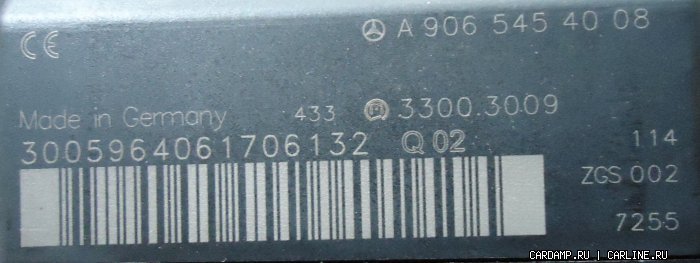 CE A 906 545 40 08
Made in Germany 433 3300.3009
3005964061706132 Q02 114
ZGS 002
7255
CARDAMP.RU | CARLINE.RU